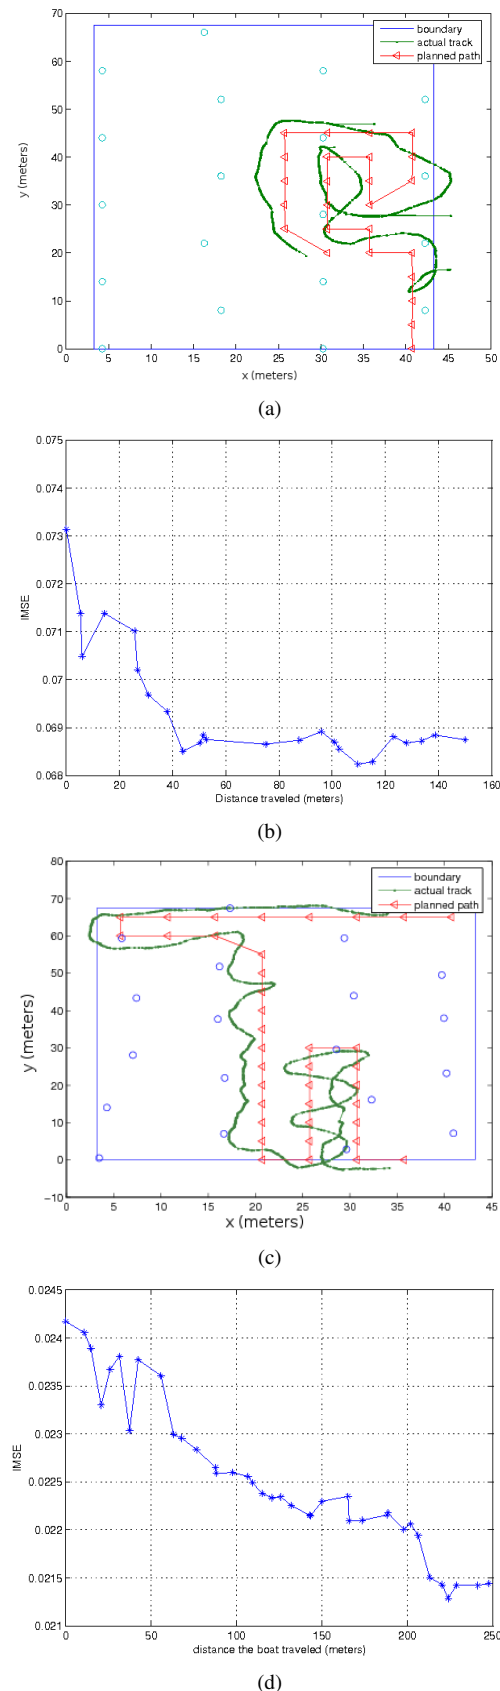 70
60
50
40
30
20
10
0
y (meters)
boundary
actual track
planned path
0 5 10 15 20 25 30 35 40 45 50
x (meters)
(a)
0.075
0.074
0.073
0.072
0.071
0.07
0.069
0.068
IMSE
0 20 40 60 80 100 120 140 160
Distance traveled (meters)
(b)
80
70
60
50
40
30
20
10
0
−10
y (meters)
boundary
actual track
planned path
0 5 10 15 20 25 30 35 40 45
x (meters)
(c)
0.0245
0.024
0.0235
0.023
0.0225
0.022
0.0215
0.021
IMSE
0 50 100 150 200 250
distance the boat traveled (meters)
(d)